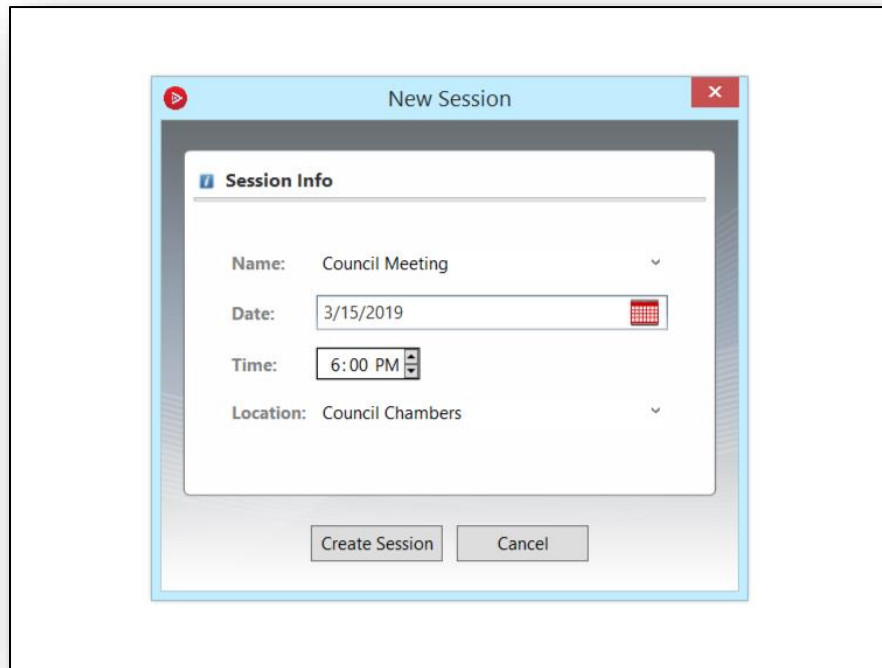 New Session
Session Info
Name: Council Meeting
Date: 3/15/2019
Time: 6:00 PM
Location: Council Chambers
Create Session Cancel